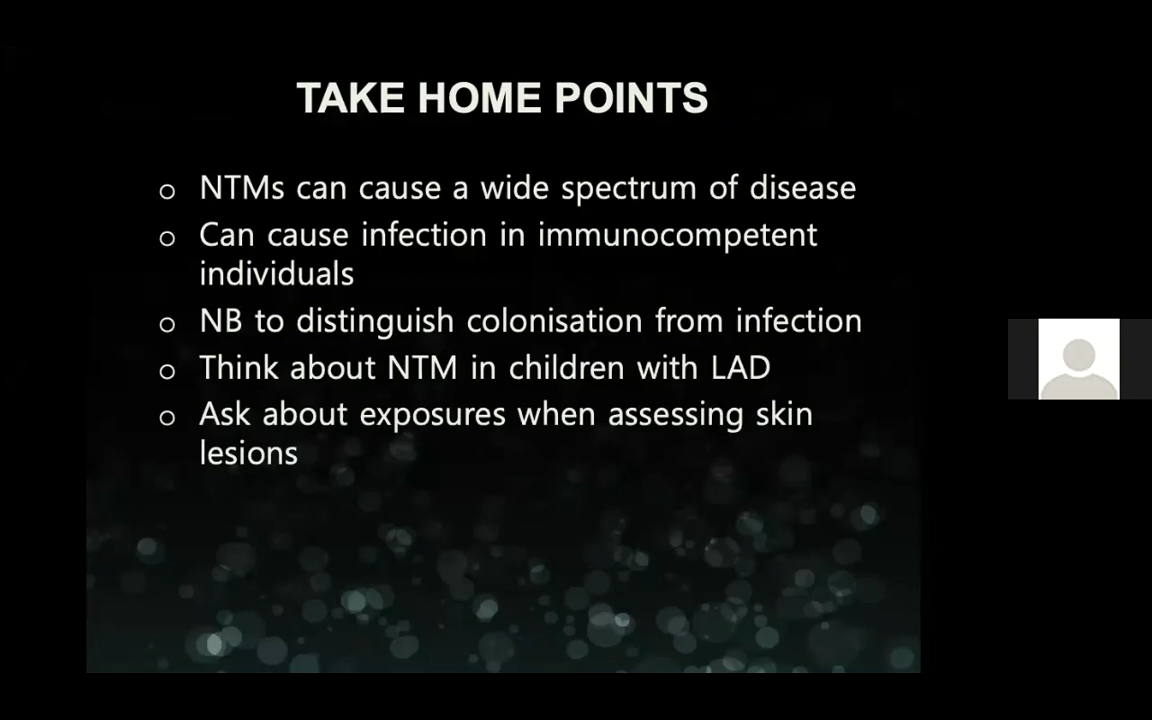 TAKE HOME POINTS
○ NTMs can cause a wide spectrum of disease
○ Can cause infection in immunocompetent
individuals
○ NB to distinguish colonisation from infection
○ Think about NTM in children with LAD
○ Ask about exposures when assessing skin
lesions